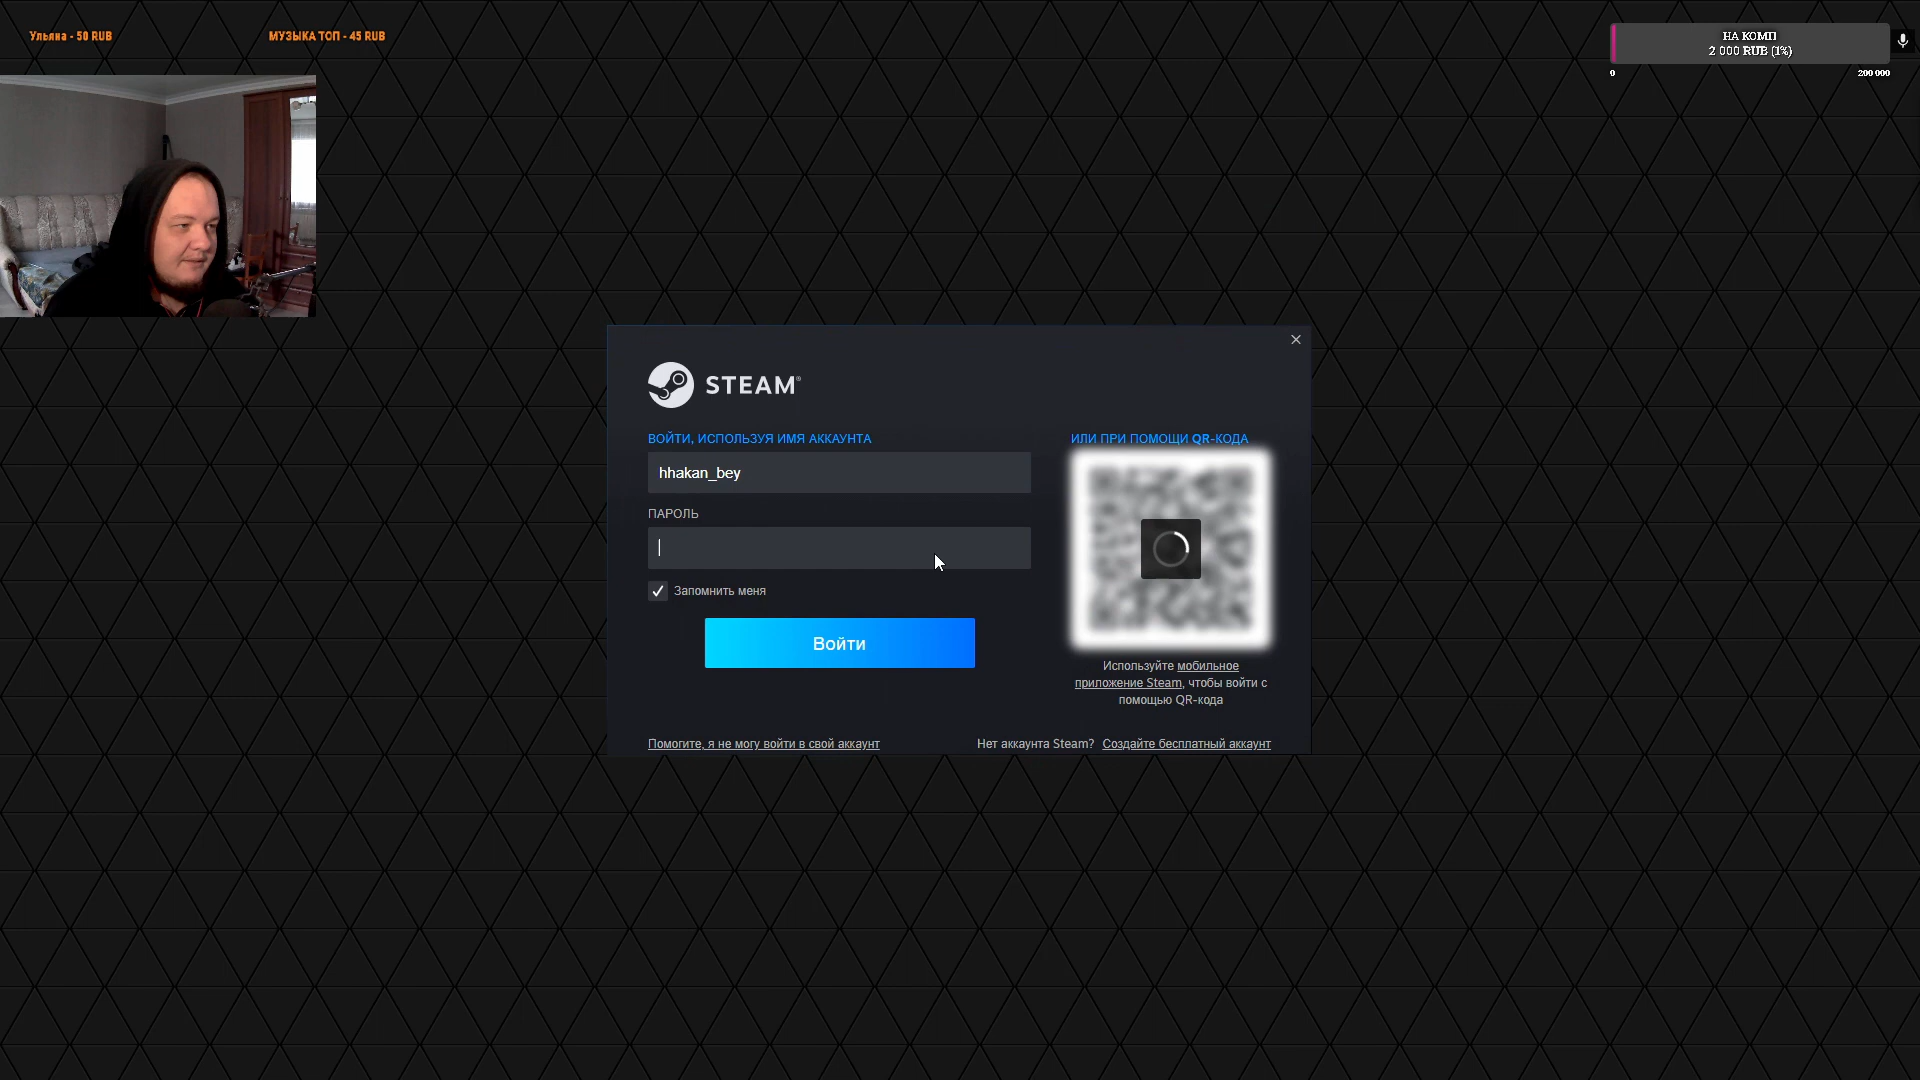 Ульяна - 50 RUB
МУЗЫКА ТОП - 45 RUB
НА КОМП
2 000 RUB (1%)
0
200 000
STEAM®
ВОЙТИ, ИСПОЛЬЗУЯ ИМЯ АККАУНТА
hhakan_bey
ПАРОЛЬ
Запомнить меня
Войти
ИЛИ ПРИ ПОМОЩИ QR-КОДА
Используйте мобильное
приложение Steam, чтобы войти с
помощью QR-кода
Помогите, я не могу войти в свой аккаунт
Нет аккаунта Steam? Создайте бесплатный аккаунт